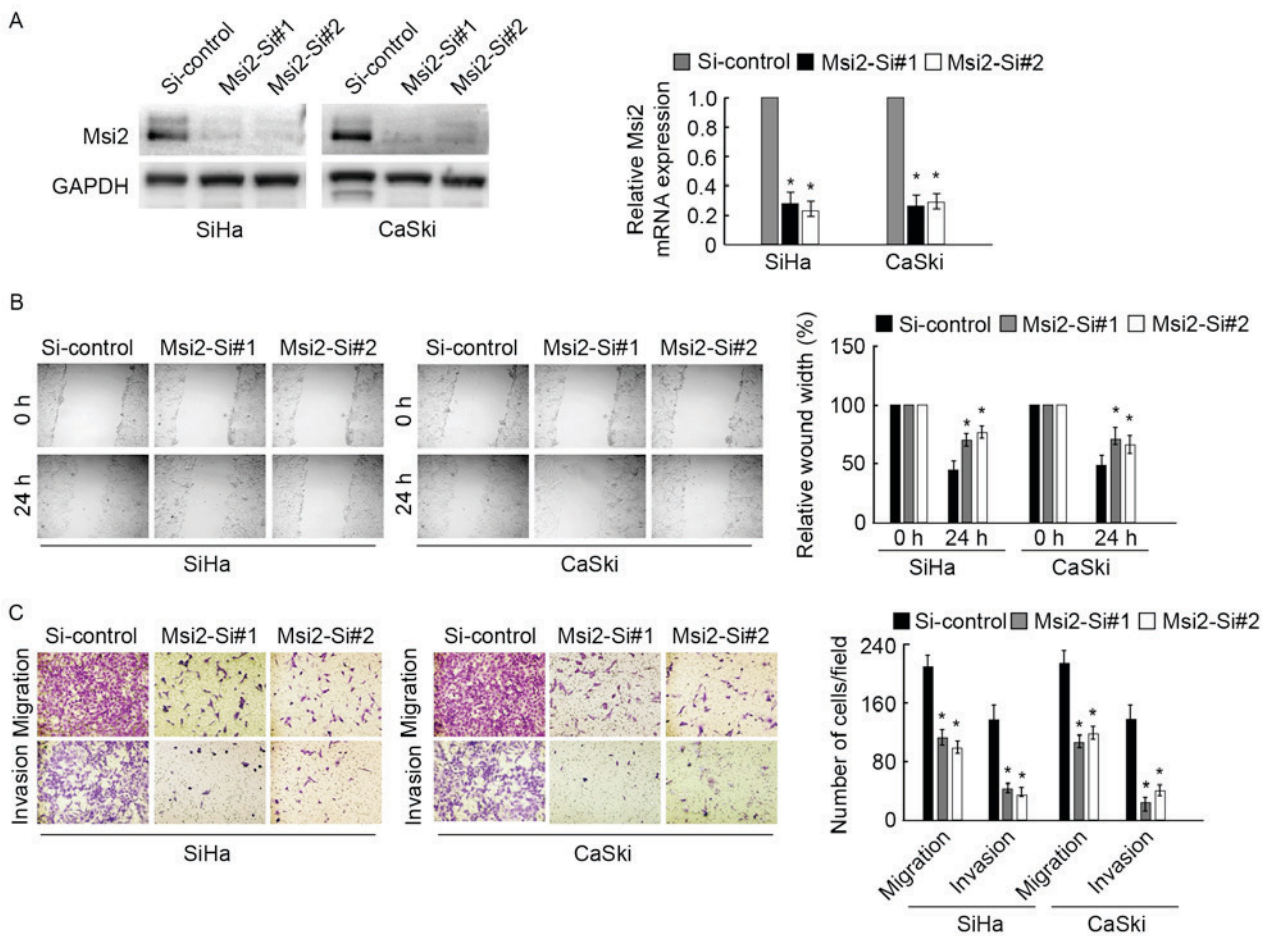 A
Si-control Msi2-Si#1 Msi2-Si#2 Si-control Msi2-Si#1 Msi2-Si#2
Msi2
GAPDH
SiHa CaSki
Si-control Msi2-Si#1 Msi2-Si#2
Relative Msi2
mRNA expression
1.0
0.8
0.6
0.4
0.2
0
* * * *
SiHa CaSki
B
Si-control Msi2-Si#1 Msi2-Si#2 Si-control Msi2-Si#1 Msi2-Si#2
0 h 0 h
24 h 24 h
SiHa CaSki
Si-control Msi2-Si#1 Msi2-Si#2
Relative wound width (%)
150
100
50
0
* * * *
0 h 24 h 0 h 24 h
SiHa CaSki
C
Si-control Msi2-Si#1 Msi2-Si#2 Si-control Msi2-Si#1 Msi2-Si#2
Migration Migration
Invasion Invasion
SiHa CaSki
Si-control Msi2-Si#1 Msi2-Si#2
Number of cells/field
240
160
80
0
* * * * * * * *
Migration Invasion Migration Invasion
SiHa CaSki